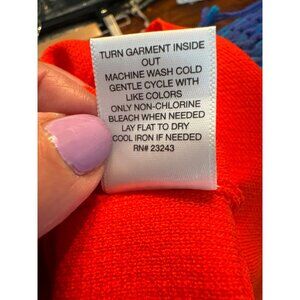 TURN GARMENT INSIDE
OUT
MACHINE WASH COLD
GENTLE CYCLE WITH
LIKE COLORS
ONLY NON-CHLORINE
BLEACH WHEN NEEDED
LAY FLAT TO DRY
COOL IRON IF NEEDED
RN# 23243